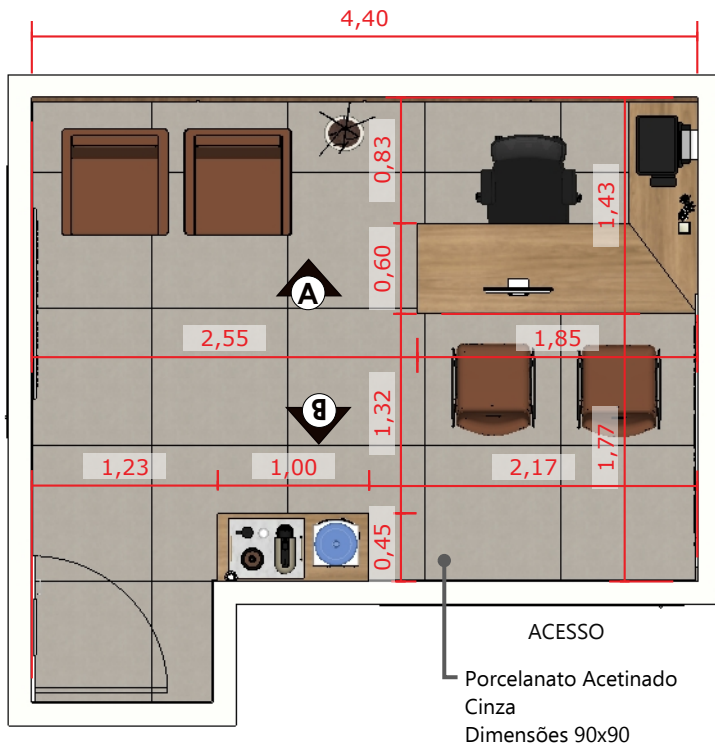 4,40
0,83
1,43
0,60
A
2,55
1,85
1,32
B
1,77
1,23
1,00
2,17
0,45
ACESSO
Porcelanato Acetinado
Cinza
Dimensões 90x90